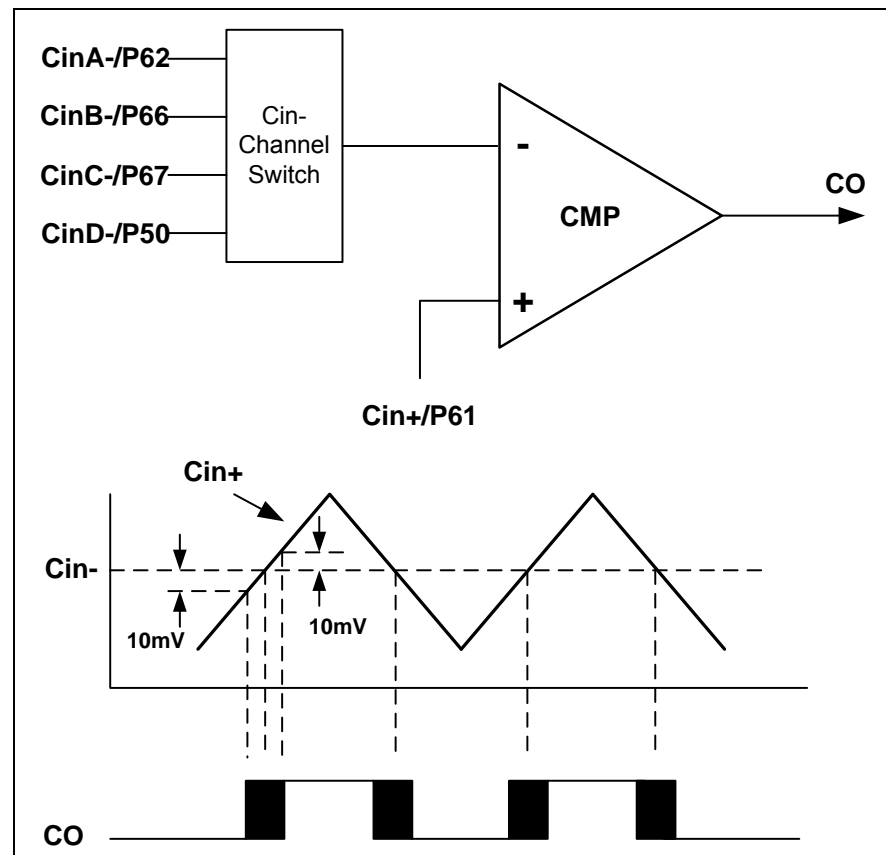 CinA-/P62
CinB-/P66
CinC-/P67
CinD-/P50
Cin-
Channel
Switch
-
+
CMP
CO
Cin+/P61
Cin+
Cin-
10mV
10mV
CO